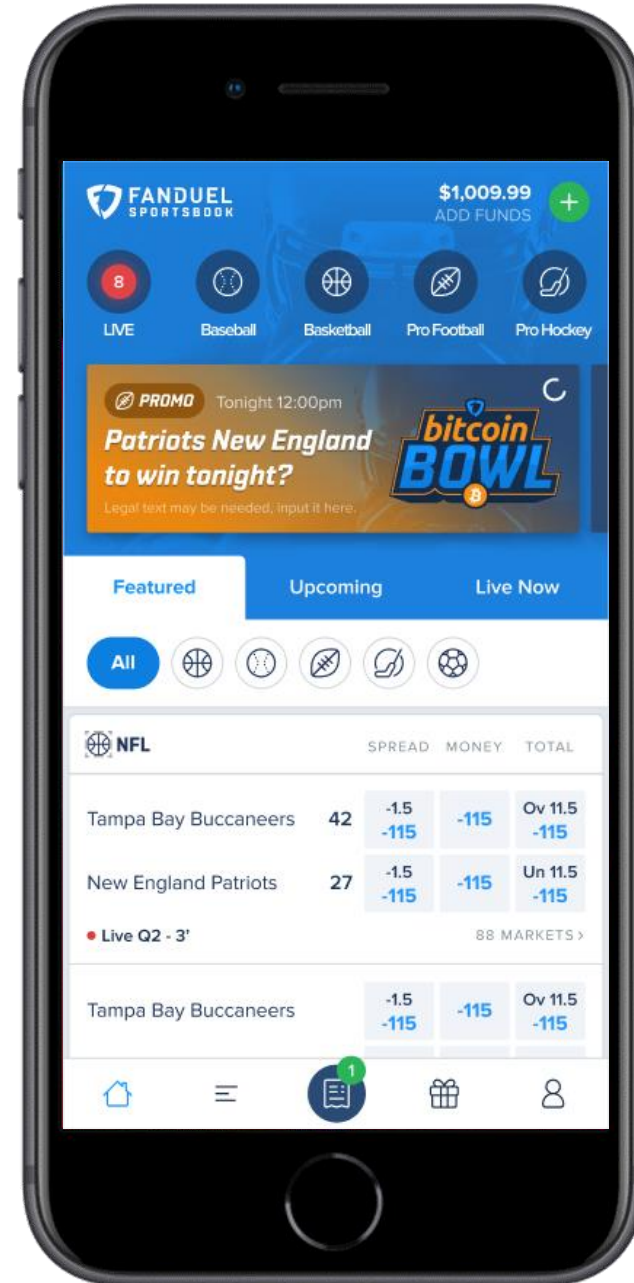 FANDUEL
SPORTSBOOK
$1,009.99
ADD FUNDS
8
LIVE
Baseball
Basketball
Pro Football
Pro Hockey
PROMO
Tonight 12:00pm
Patriots New England
to win tonight?
Legal text may be needed, input it here.
bitcoin
BOWL
Featured
Upcoming
Live Now
All
NFL
SPREAD MONEY TOTAL
Tampa Bay Buccaneers 42 -1.5 -115 -115 Ov 11.5 -115
New England Patriots 27 -1.5 -115 -115 Un 11.5 -115
Live Q2 - 3'
88 MARKETS >
Tampa Bay Buccaneers -1.5 -115 -115 Ov 11.5 -115
1